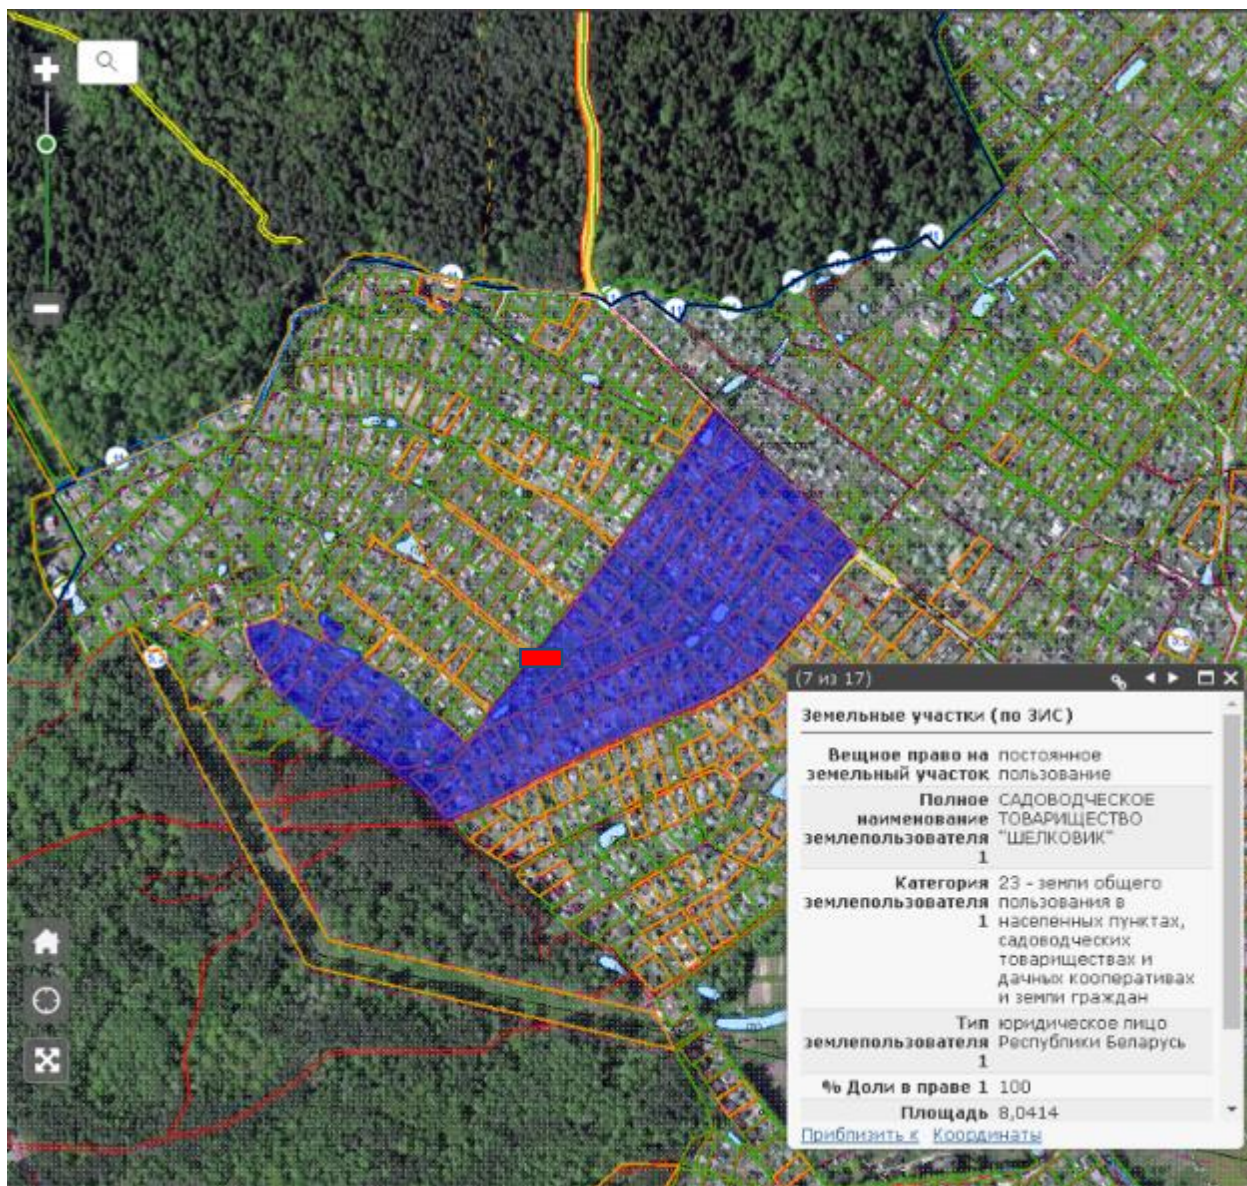 (7 из 17)
Земельные участки (по ЗИС)
Вещное право на земельный участок постоянное пользование
Полное наименование землепользователя 1 САДОВОДЧЕСКОЕ ТОВАРИЩЕСТВО "ШЕЛКОВИК"
Категория землепользователя 1 23 - земли общего пользования в населенных пунктах, садоводческих товариществах и дачных кооперативах и земли граждан
Тип землепользователя 1 юридическое лицо Республики Беларусь
% Доли в праве 1 100
Площадь 8,0414
Приблизить к Координаты